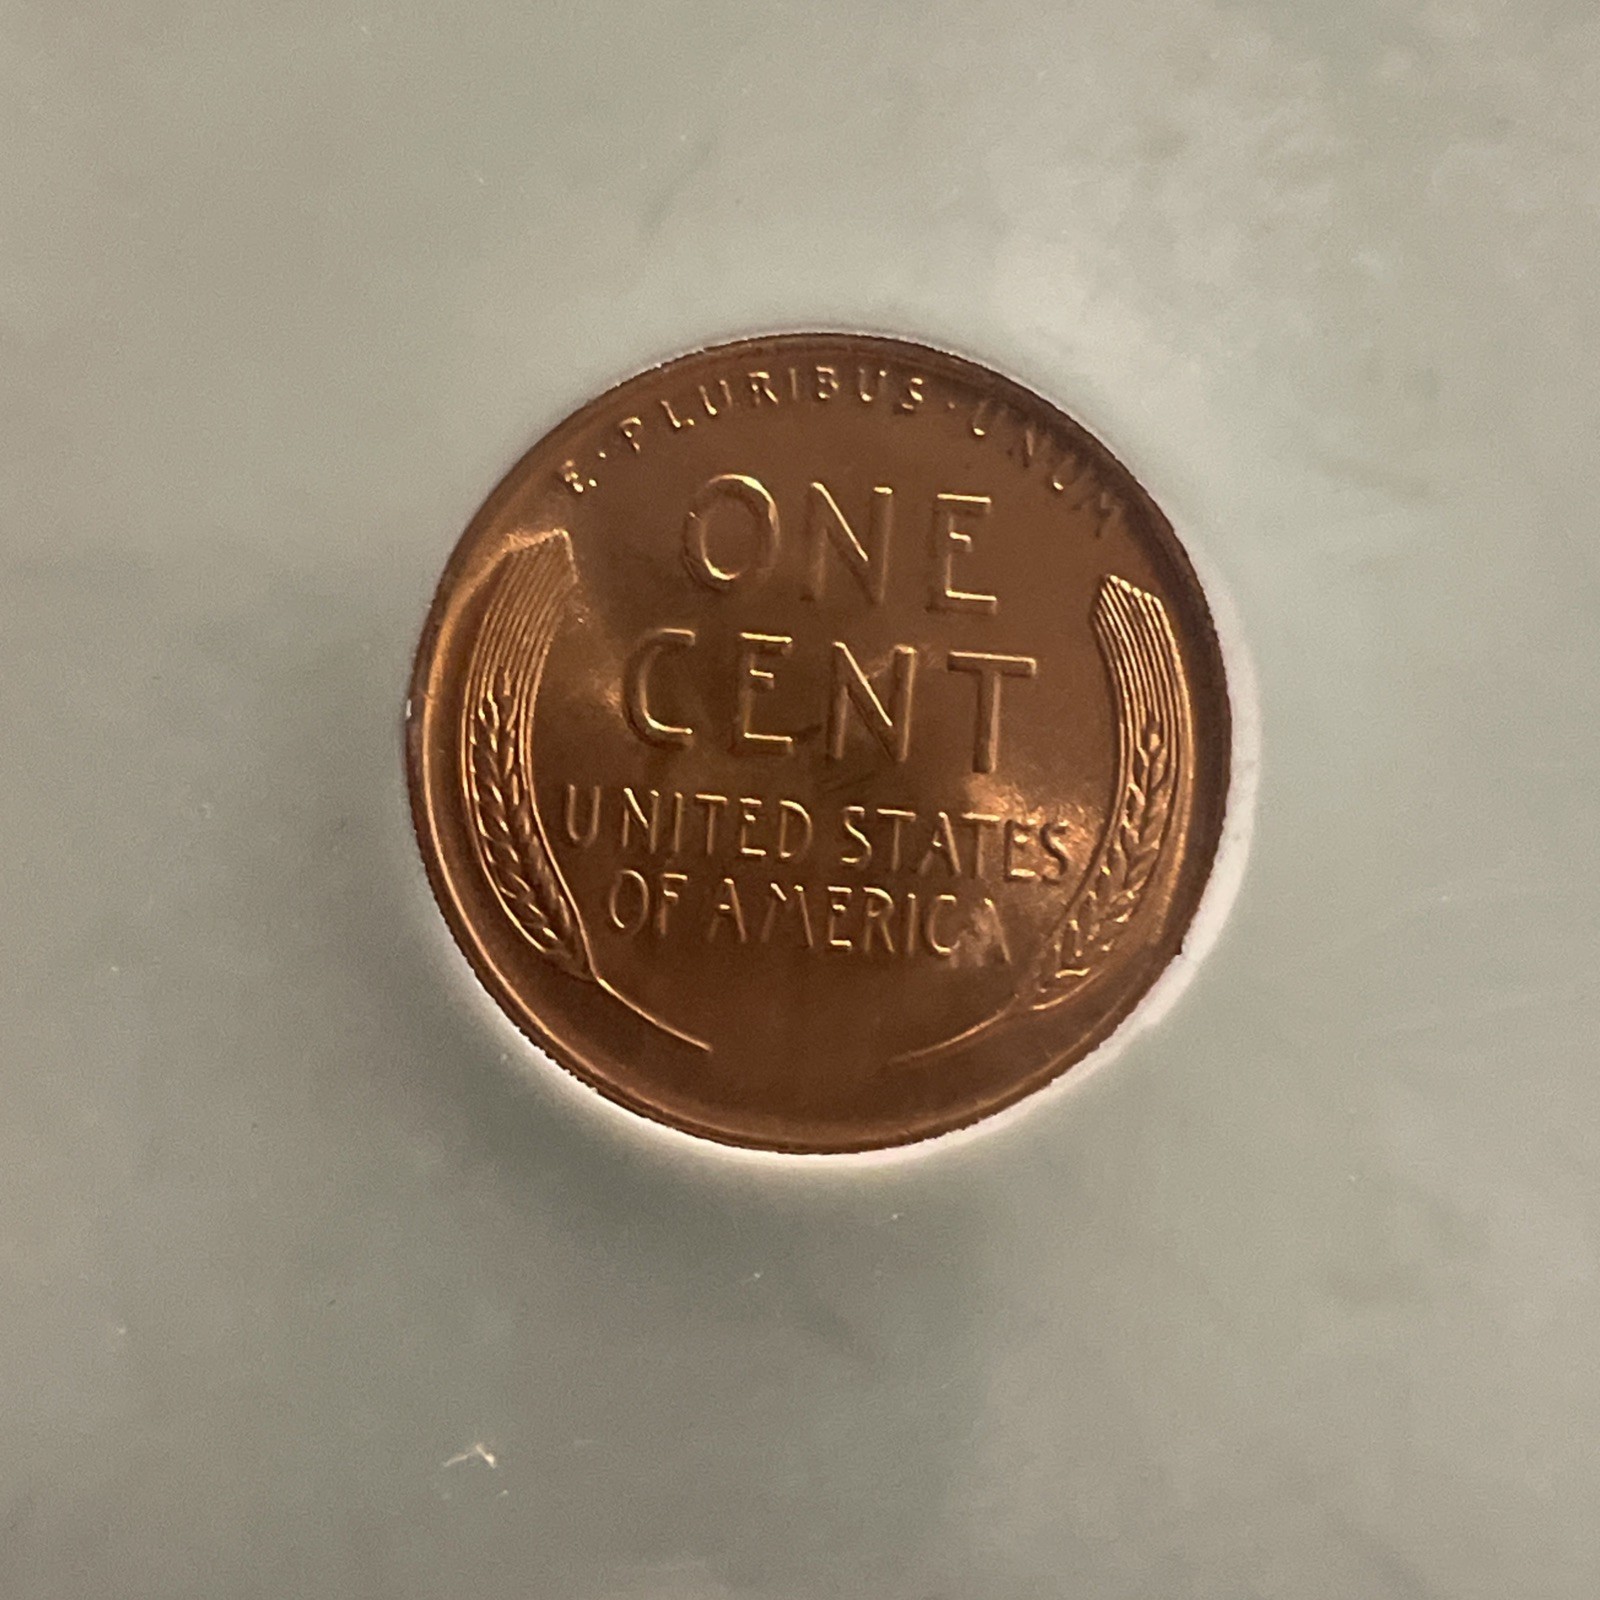 E·PLURIBUS·UNUM
ONE
CENT
UNITED STATES
OF AMERICA